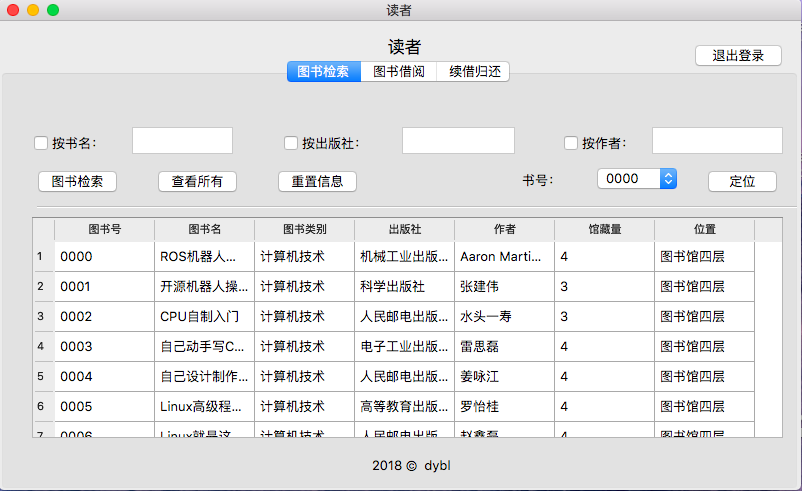 读者
读者
退出登录
图书检索 图书借阅 续借归还
按书名: 按出版社: 按作者:
图书检索 查看所有 重置信息 书号: 0000 定位
图书号 图书名 图书类别 出版社 作者 馆藏量 位置
1 0000 ROS机器人... 计算机技术 机械工业出版... Aaron Marti... 4 图书馆四层
2 0001 开源机器人操... 计算机技术 科学出版社 张建伟 3 图书馆四层
3 0002 CPU自制入门 计算机技术 人民邮电出版... 水头一寿 3 图书馆四层
4 0003 自己动手写C... 计算机技术 电子工业出版... 雷思磊 4 图书馆四层
5 0004 自己设计制作... 计算机技术 人民邮电出版... 姜咏江 4 图书馆四层
6 0005 Linux高级程... 计算机技术 高等教育出版... 罗怡桂 4 图书馆四层
7 0006 Linux就是这... 计算机技术 人民邮电出版... 赵鑫磊 4 图书馆四层
2018 © dybl